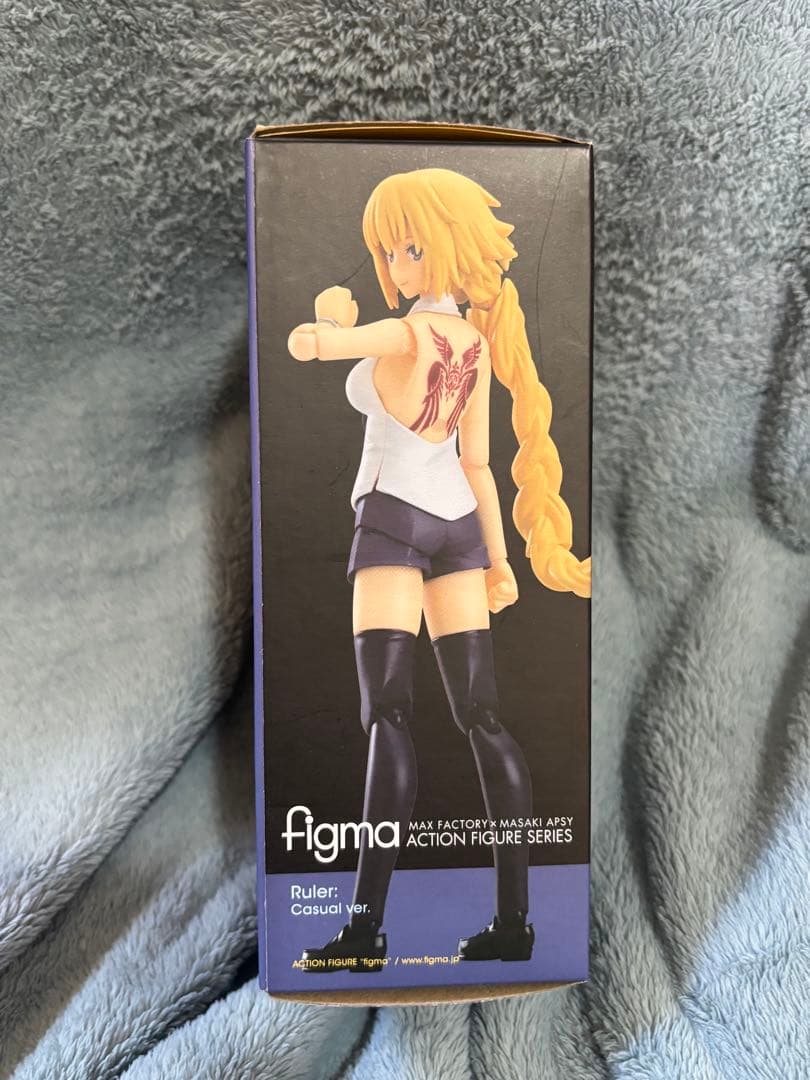 figma MAX FACTORY × MASAKI APSY
ACTION FIGURE SERIES
Ruler:
Casual ver.
ACTION FIGURE "figma" / www.figma.jp